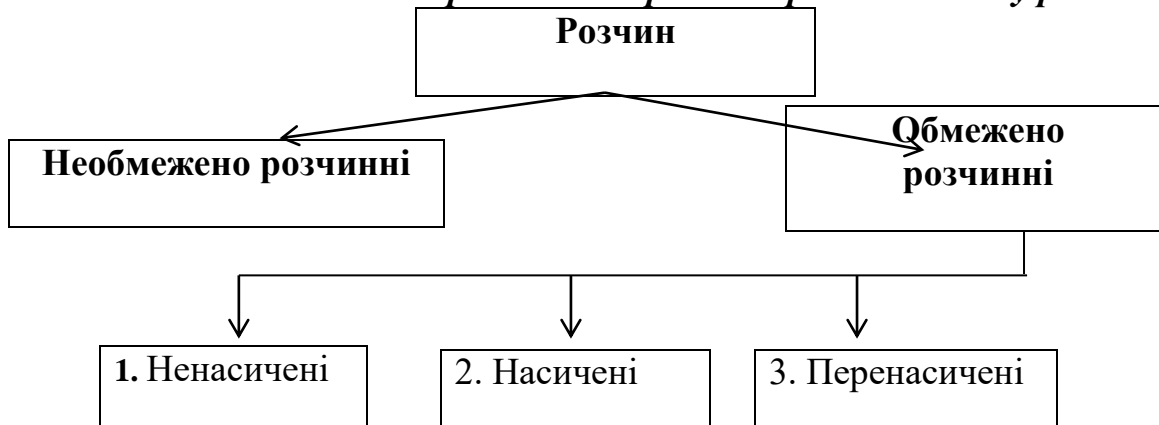 Розчин
Необмежено розчинні
Обмежено
розчинні
1. Ненасичені
2. Насичені
3. Перенасичені